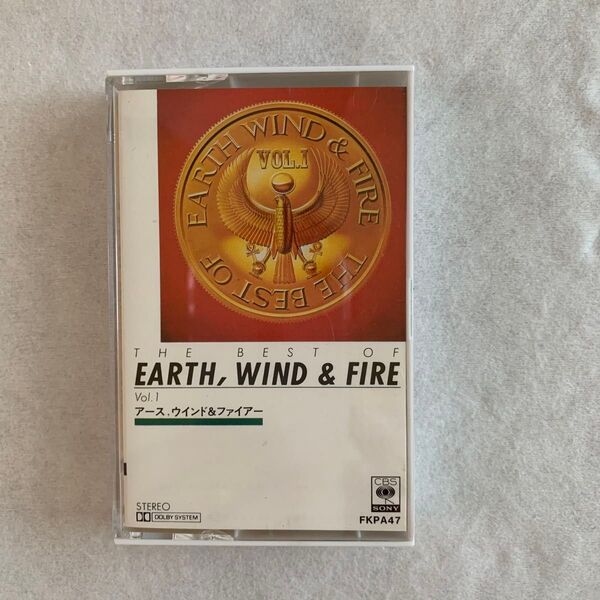 EARTH WIND & FIRE
VOL.I
THE BEST OF
THE BEST OF
EARTH, WIND & FIRE
Vol.1
アース,ウインド&ファイアー
STEREO
DOLBY SYSTEM
CBS
SONY
FKPA47